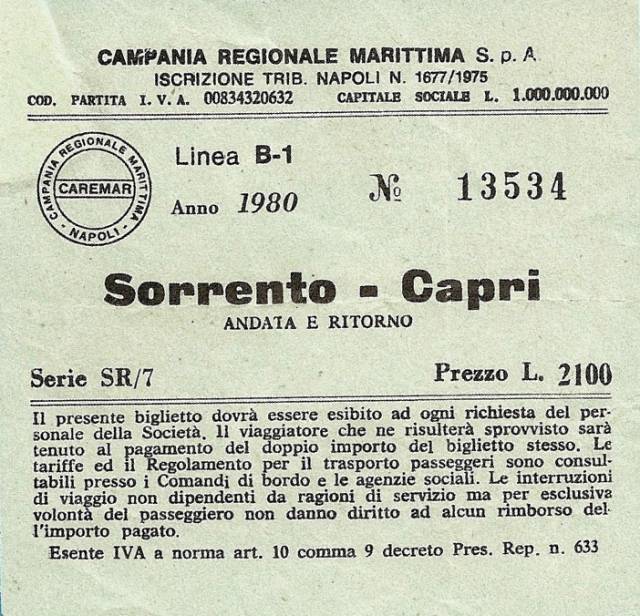 CAMPANIA REGIONALE MARITTIMA S. p. A
ISCRIZIONE TRIB. NAPOLI N. 1677/1975
COD. PARTITA I. V. A. 00834320632 CAPITALE SOCIALE L. 1.000.000.000
CAMPANIA REGIONALE MARITTIMA
CAREMAR
- NAPOLI -
Linea B-1
Anno 1980
№ 13534
Sorrento - Capri
ANDATA E RITORNO
Serie SR/7 Prezzo L. 2100
Il presente biglietto dovrà essere esibito ad ogni richiesta del per-
sonale della Società. Il viaggiatore che ne risulterà sprovvisto sarà
tenuto al pagamento del doppio importo del biglietto stesso. Le
tariffe ed il Regolamento per il trasporto passeggeri sono consul-
tabili presso i Comandi di bordo e le agenzie sociali. Le interruzioni
di viaggio non dipendenti da ragioni di servizio ma per esclusiva
volontà del passeggiero non danno diritto ad alcun rimborso del-
l'importo pagato.
Esente IVA a norma art. 10 comma 9 decreto Pres. Rep. n. 633